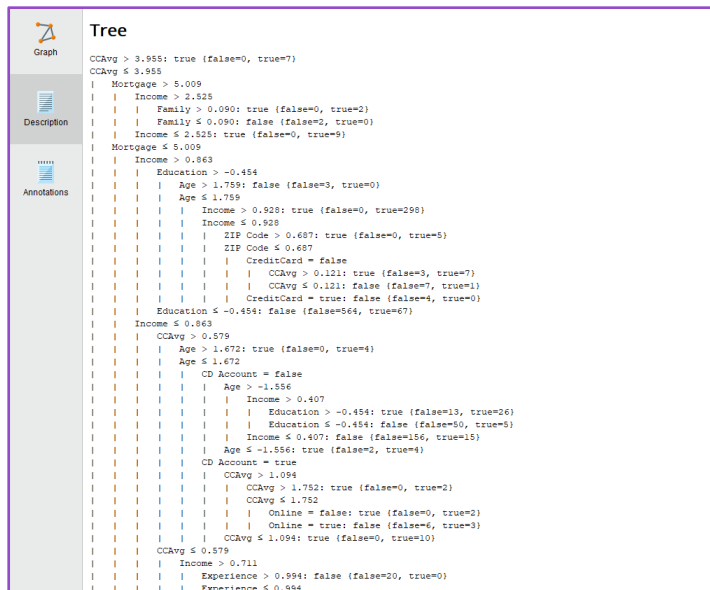 Graph
Description
Annotations
Tree
CCAvg > 3.955: true {false=0, true=7}
CCAvg ≤ 3.955
|   Mortgage > 5.009
|   |   Income > 2.525
|   |   |   Family > 0.090: true {false=0, true=2}
|   |   |   Family ≤ 0.090: false {false=2, true=0}
|   |   Income ≤ 2.525: true {false=0, true=9}
|   Mortgage ≤ 5.009
|   |   Income > 0.863
|   |   |   Education > -0.454
|   |   |   |   Age > 1.759: false {false=3, true=0}
|   |   |   |   Age ≤ 1.759
|   |   |   |   |   Income > 0.928: true {false=0, true=298}
|   |   |   |   |   Income ≤ 0.928
|   |   |   |   |   |   ZIP Code > 0.687: true {false=0, true=5}
|   |   |   |   |   |   ZIP Code ≤ 0.687
|   |   |   |   |   |   |   CreditCard = false
|   |   |   |   |   |   |   |   CCAvg > 0.121: true {false=3, true=7}
|   |   |   |   |   |   |   |   CCAvg ≤ 0.121: false {false=7, true=1}
|   |   |   |   |   |   |   CreditCard = true: false {false=4, true=0}
|   |   |   Education ≤ -0.454: false {false=564, true=67}
|   |   Income ≤ 0.863
|   |   |   CCAvg > 0.579
|   |   |   |   Age > 1.672: true {false=0, true=4}
|   |   |   |   Age ≤ 1.672
|   |   |   |   |   CD Account = false
|   |   |   |   |   |   Age > -1.556
|   |   |   |   |   |   |   Income > 0.407
|   |   |   |   |   |   |   |   Education > -0.454: true {false=13, true=26}
|   |   |   |   |   |   |   |   Education ≤ -0.454: false {false=50, true=5}
|   |   |   |   |   |   |   Income ≤ 0.407: false {false=156, true=15}
|   |   |   |   |   |   Age ≤ -1.556: true {false=2, true=4}
|   |   |   |   |   CD Account = true
|   |   |   |   |   |   CCAvg > 1.094
|   |   |   |   |   |   |   CCAvg > 1.752: true {false=0, true=2}
|   |   |   |   |   |   |   CCAvg ≤ 1.752
|   |   |   |   |   |   |   |   Online = false: true {false=0, true=2}
|   |   |   |   |   |   |   |   Online = true: false {false=6, true=3}
|   |   |   |   |   |   CCAvg ≤ 1.094: true {false=0, true=10}
|   |   |   CCAvg ≤ 0.579
|   |   |   |   Income > 0.711
|   |   |   |   |   Experience > 0.994: false {false=20, true=0}
|   |   |   |   |   Experience ≤ 0.994